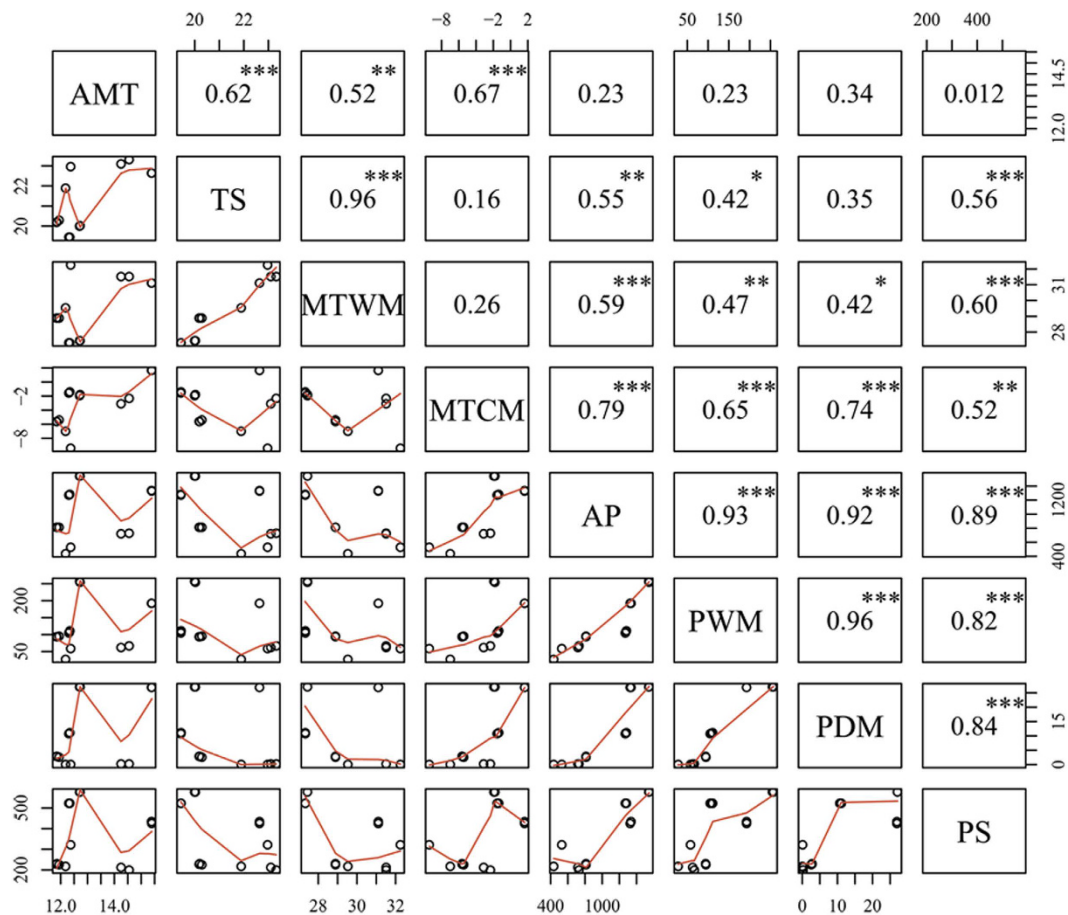 20 22 -8 -2 2 50 150 200 400
AMT 0.62 *** 0.52 ** 0.67 *** 0.23 0.23 0.34 0.012 12.0 14.5
20 22 TS 0.96 *** 0.16 0.55 ** 0.42 * 0.35 0.56 ***
MTWM 0.26 0.59 *** 0.47 ** 0.42 * 0.60 *** 28 31
-8 -2 MTCM 0.79 *** 0.65 *** 0.74 *** 0.52 **
AP 0.93 *** 0.92 *** 0.89 *** 400 1200
50 200 PWM 0.96 *** 0.82 ***
PDM 0.84 *** 0 15
200 500 PS
12.0 14.0 28 30 32 400 1000 0 10 20